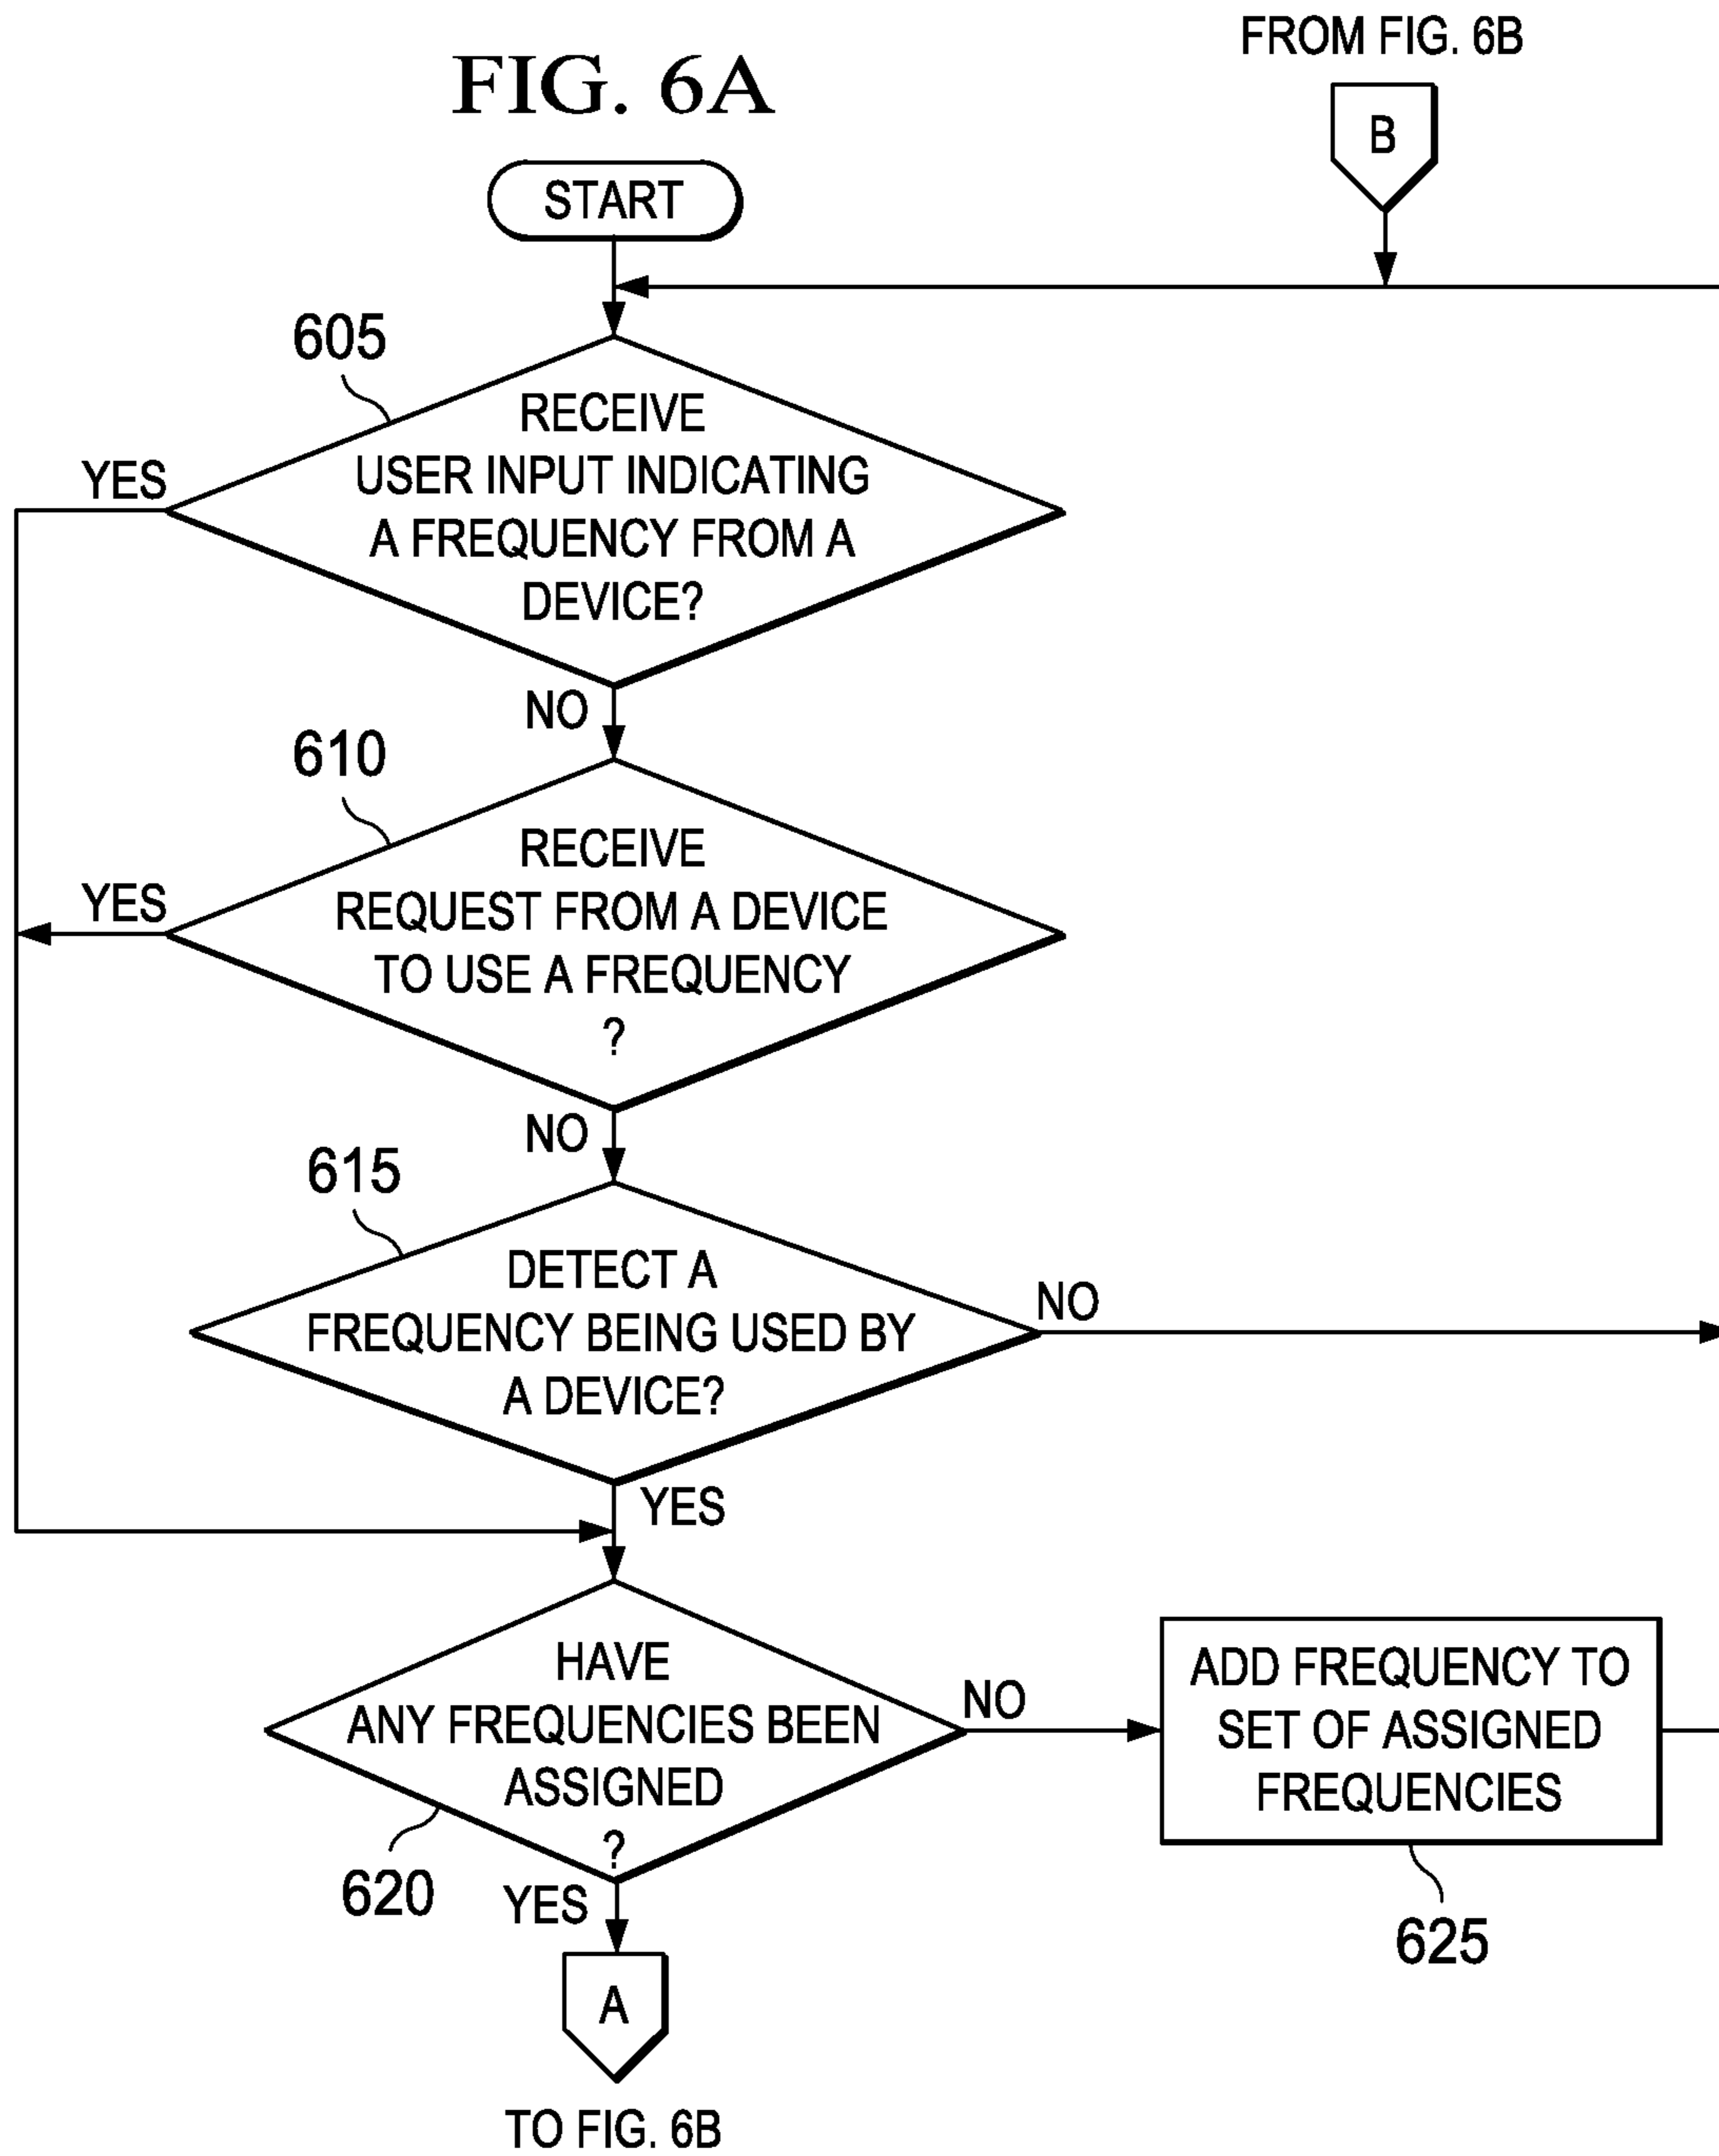 FROM FIG. 6B
FIG. 6A
B
START
605
RECEIVE
USER INPUT INDICATING
A FREQUENCY FROM A
DEVICE?
YES
NO
610
RECEIVE
REQUEST FROM A DEVICE
TO USE A FREQUENCY
?
YES
NO
615
DETECT A
FREQUENCY BEING USED BY
A DEVICE?
NO
YES
HAVE
ANY FREQUENCIES BEEN
ASSIGNED
?
NO
ADD FREQUENCY TO
SET OF ASSIGNED
FREQUENCIES
620
YES
625
A
TO FIG. 6B